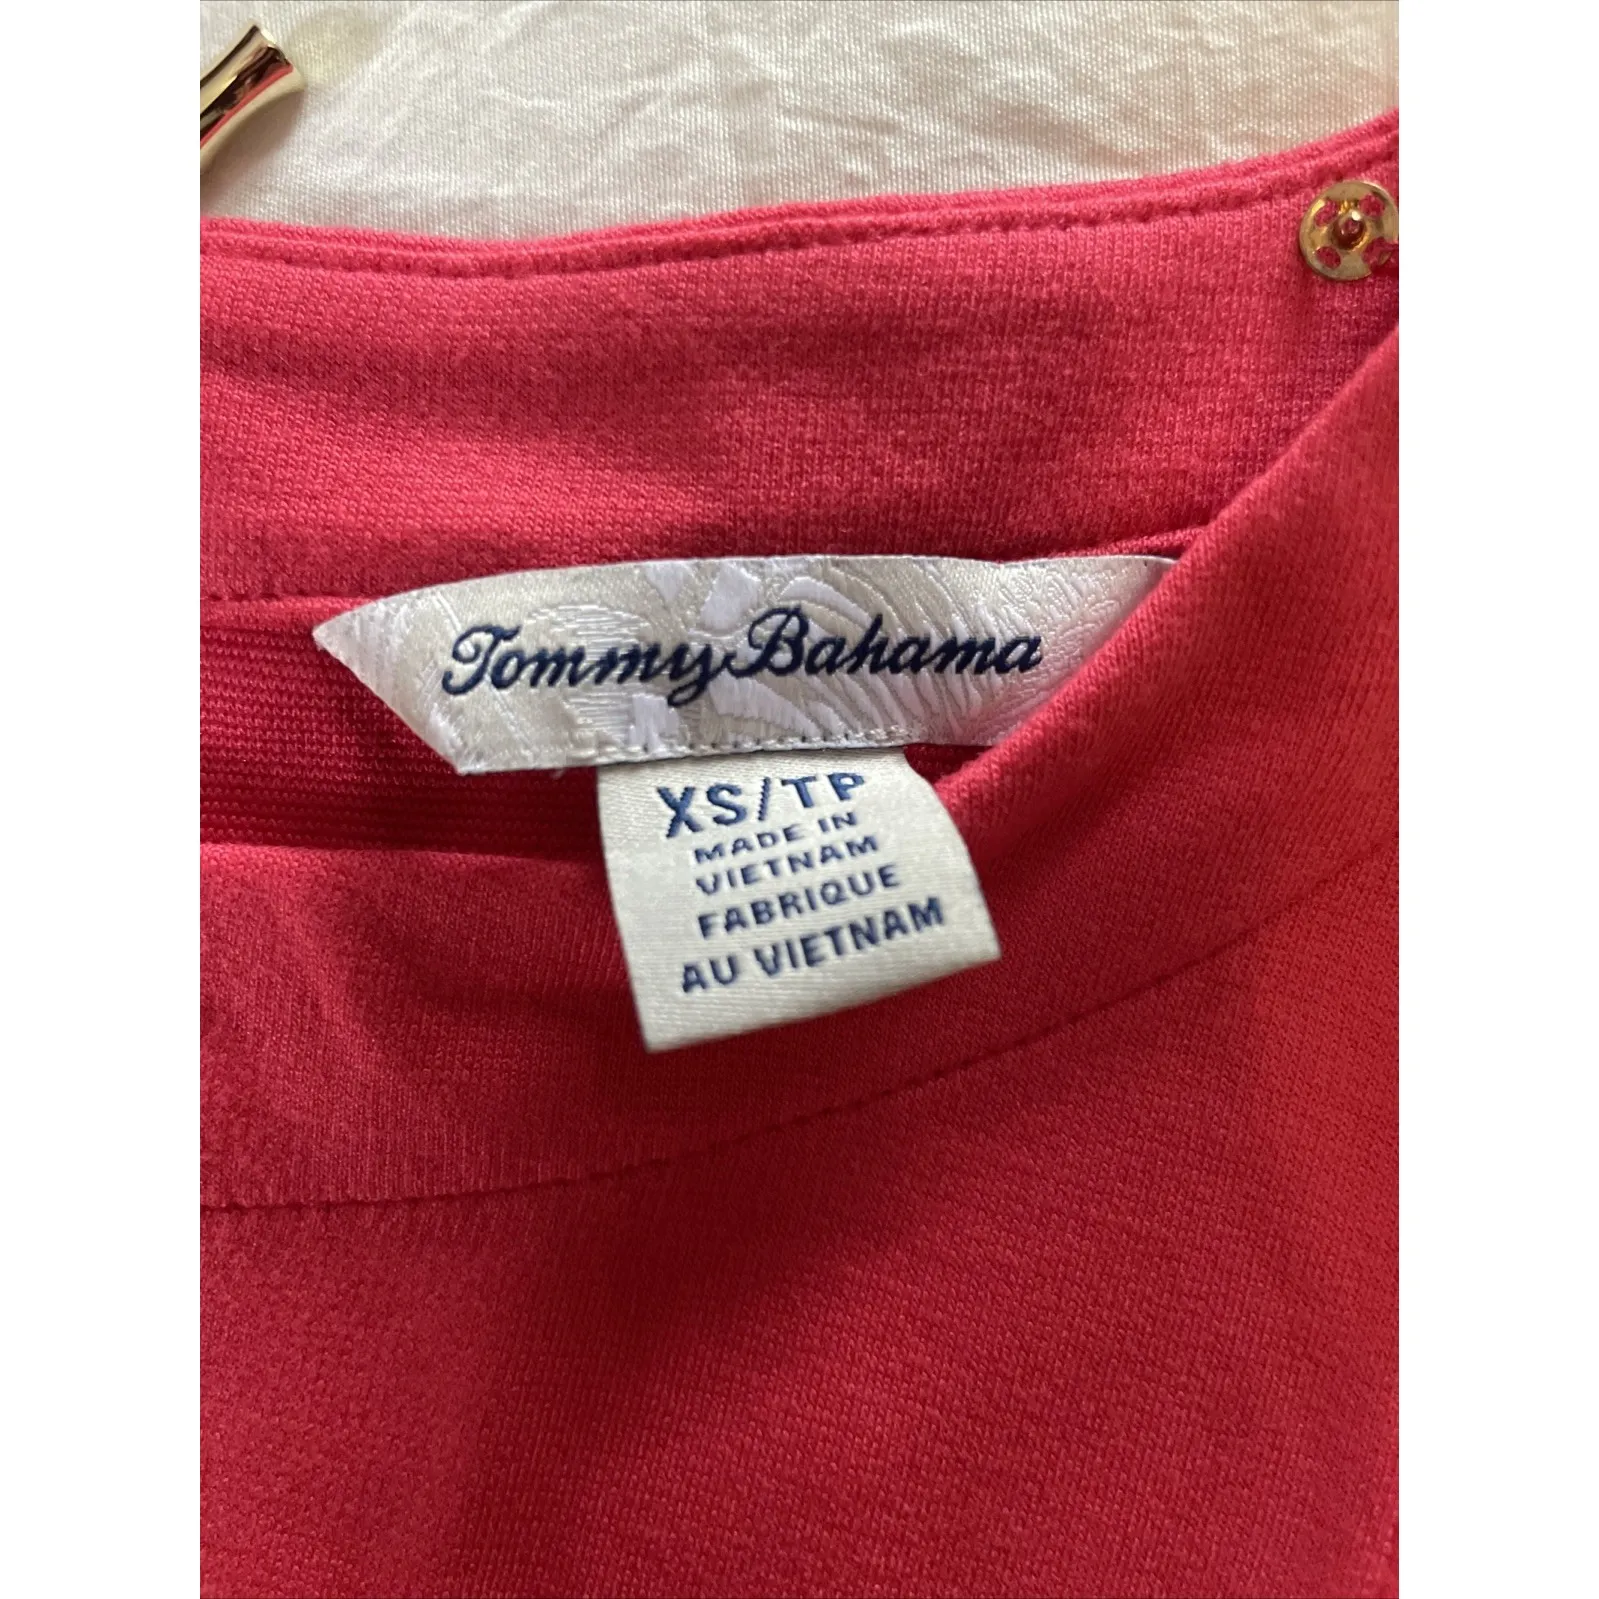 Tommy Bahama
XS/TP
MADE IN
VIETNAM
FABRIQUE
AU VIETNAM